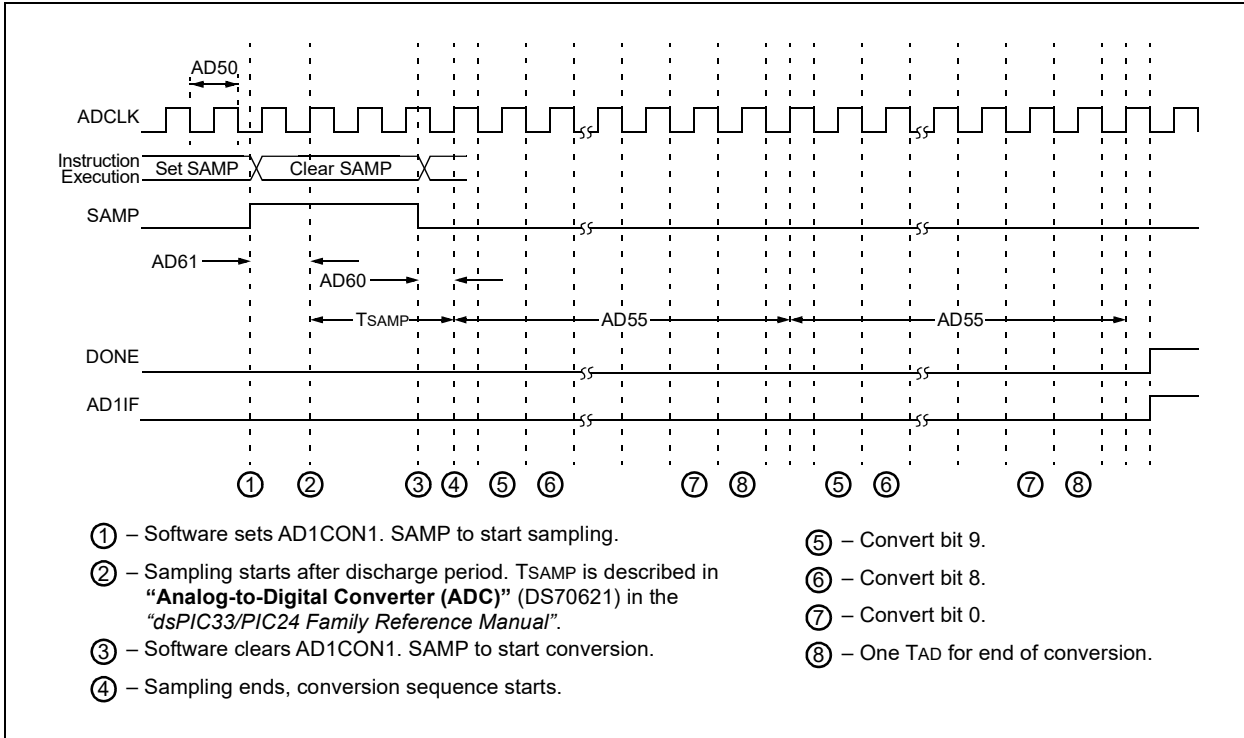 AD50
ADCLK
Instruction
Execution
Set SAMP
Clear SAMP
SAMP
AD61
AD60
TSAMP
AD55
AD55
DONE
AD1IF
1 2 3 4 5 6 7 8 5 6 7 8
1 – Software sets AD1CON1. SAMP to start sampling.
2 – Sampling starts after discharge period. TSAMP is described in
“Analog-to-Digital Converter (ADC)” (DS70621) in the
“dsPIC33/PIC24 Family Reference Manual”.
3 – Software clears AD1CON1. SAMP to start conversion.
4 – Sampling ends, conversion sequence starts.
5 – Convert bit 9.
6 – Convert bit 8.
7 – Convert bit 0.
8 – One TAD for end of conversion.